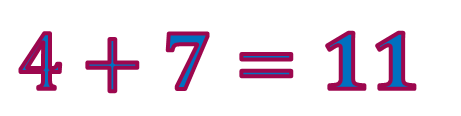 4 + 7 = 11